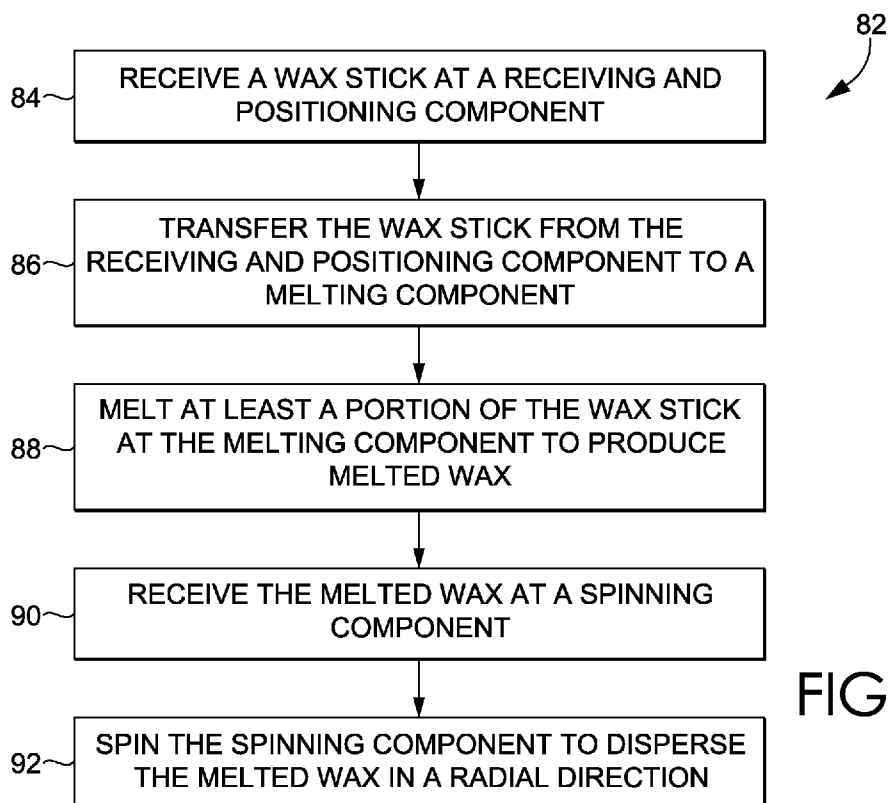 82
84
RECEIVE A WAX STICK AT A RECEIVING AND
POSITIONING COMPONENT
86
TRANSFER THE WAX STICK FROM THE
RECEIVING AND POSITIONING COMPONENT TO A
MELTING COMPONENT
88
MELT AT LEAST A PORTION OF THE WAX STICK
AT THE MELTING COMPONENT TO PRODUCE
MELTED WAX
90
RECEIVE THE MELTED WAX AT A SPINNING
COMPONENT
FIG
92
SPIN THE SPINNING COMPONENT TO DISPERSE
THE MELTED WAX IN A RADIAL DIRECTION